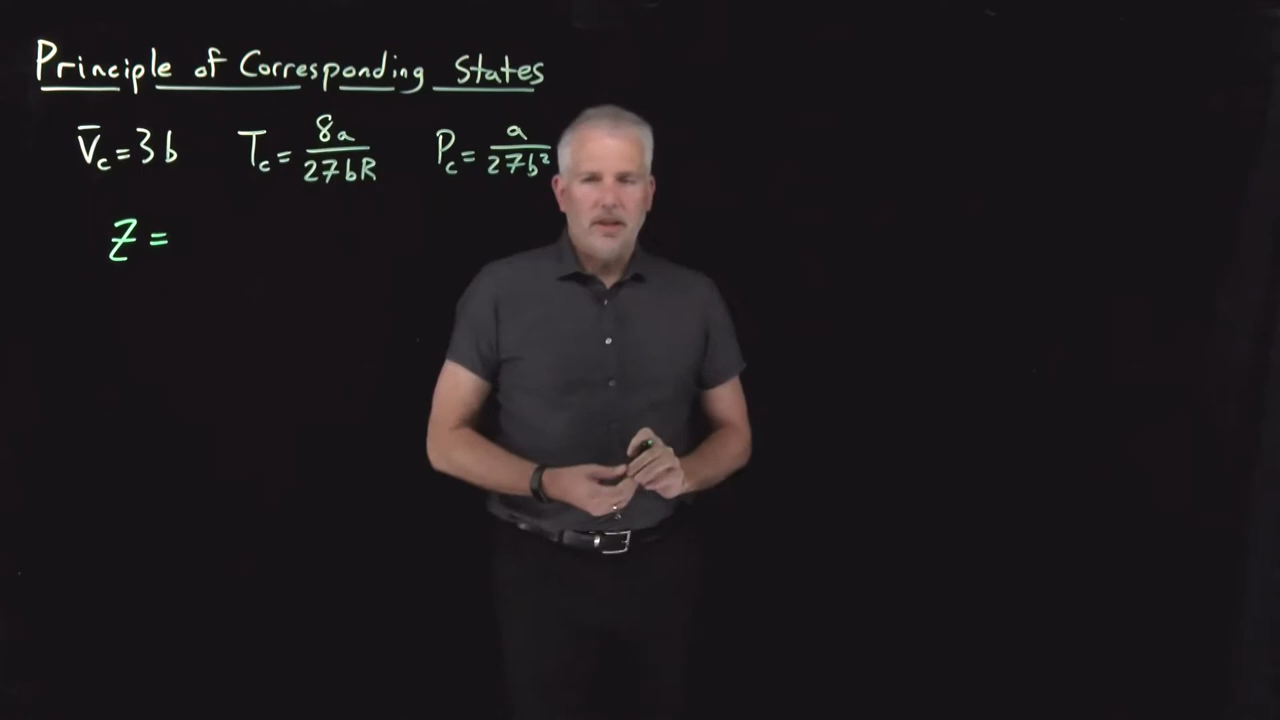 Principle of Corresponding States
V̄c = 3b    Tc = 8a/27bR    Pc = a/27b²
Z =